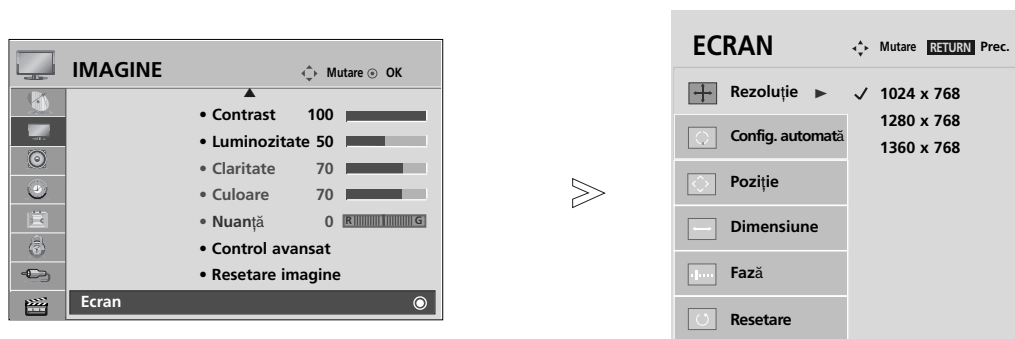 IMAGINE
Mutare OK
• Contrast 100
• Luminozitate 50
• Claritate 70
• Culoare 70
• Nuanță 0 R G
• Control avansat
• Resetare imagine
Ecran
ECRAN
Mutare RETURN Prec.
Rezoluție ► ✓ 1024 x 768
1280 x 768
Config. automată
1360 x 768
Poziție
Dimensiune
Fază
Resetare